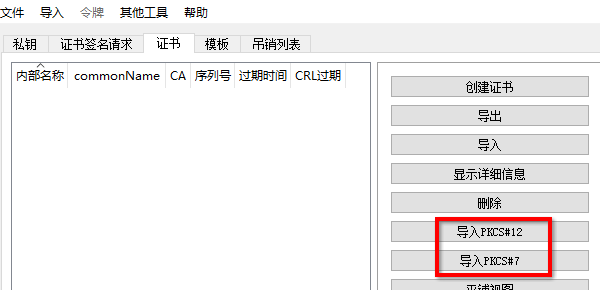 文件 导入 令牌 其他工具 帮助
私钥 证书签名请求 证书 模板 吊销列表
内部名称 commonName CA 序列号 过期时间 CRL过期
创建证书
导出
导入
显示详细信息
删除
导入PKCS#12
导入PKCS#7
平铺视图